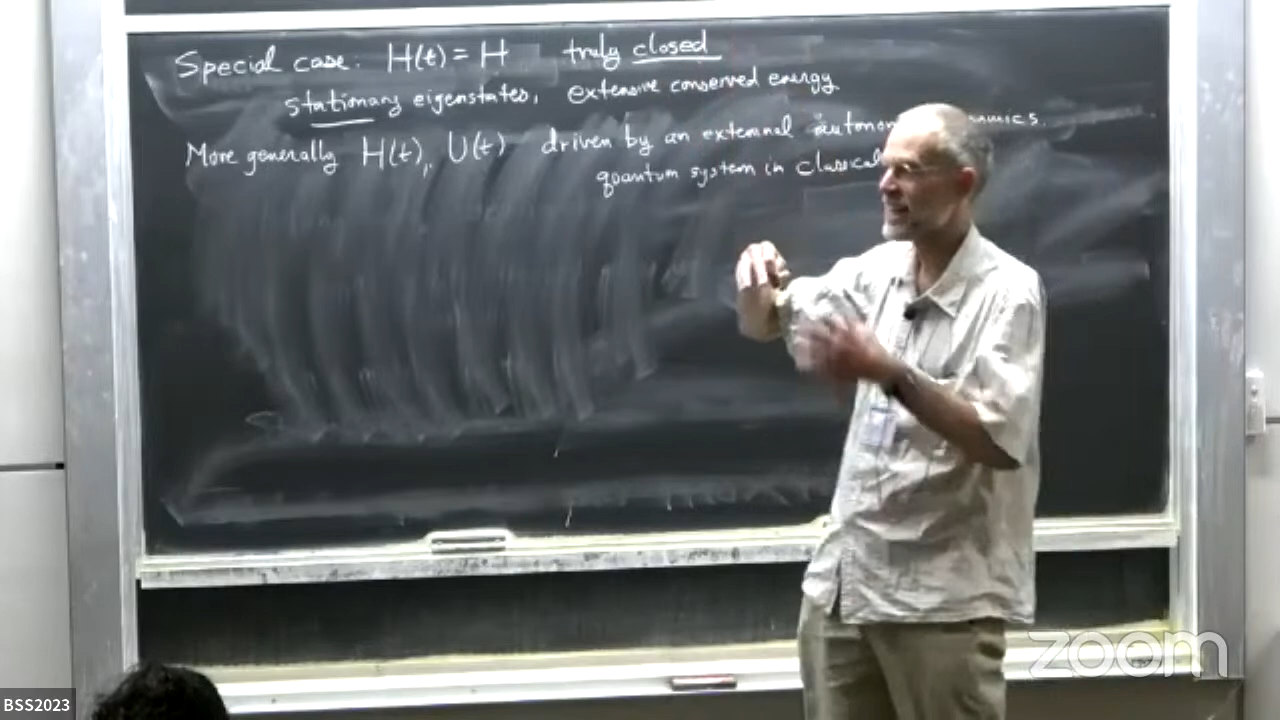 Special case: H(t) = H truly closed
stationary eigenstates, extensive conserved energy
More generally H(t), U(t) driven by an external
quantum system in classical
zoom
BSS2023